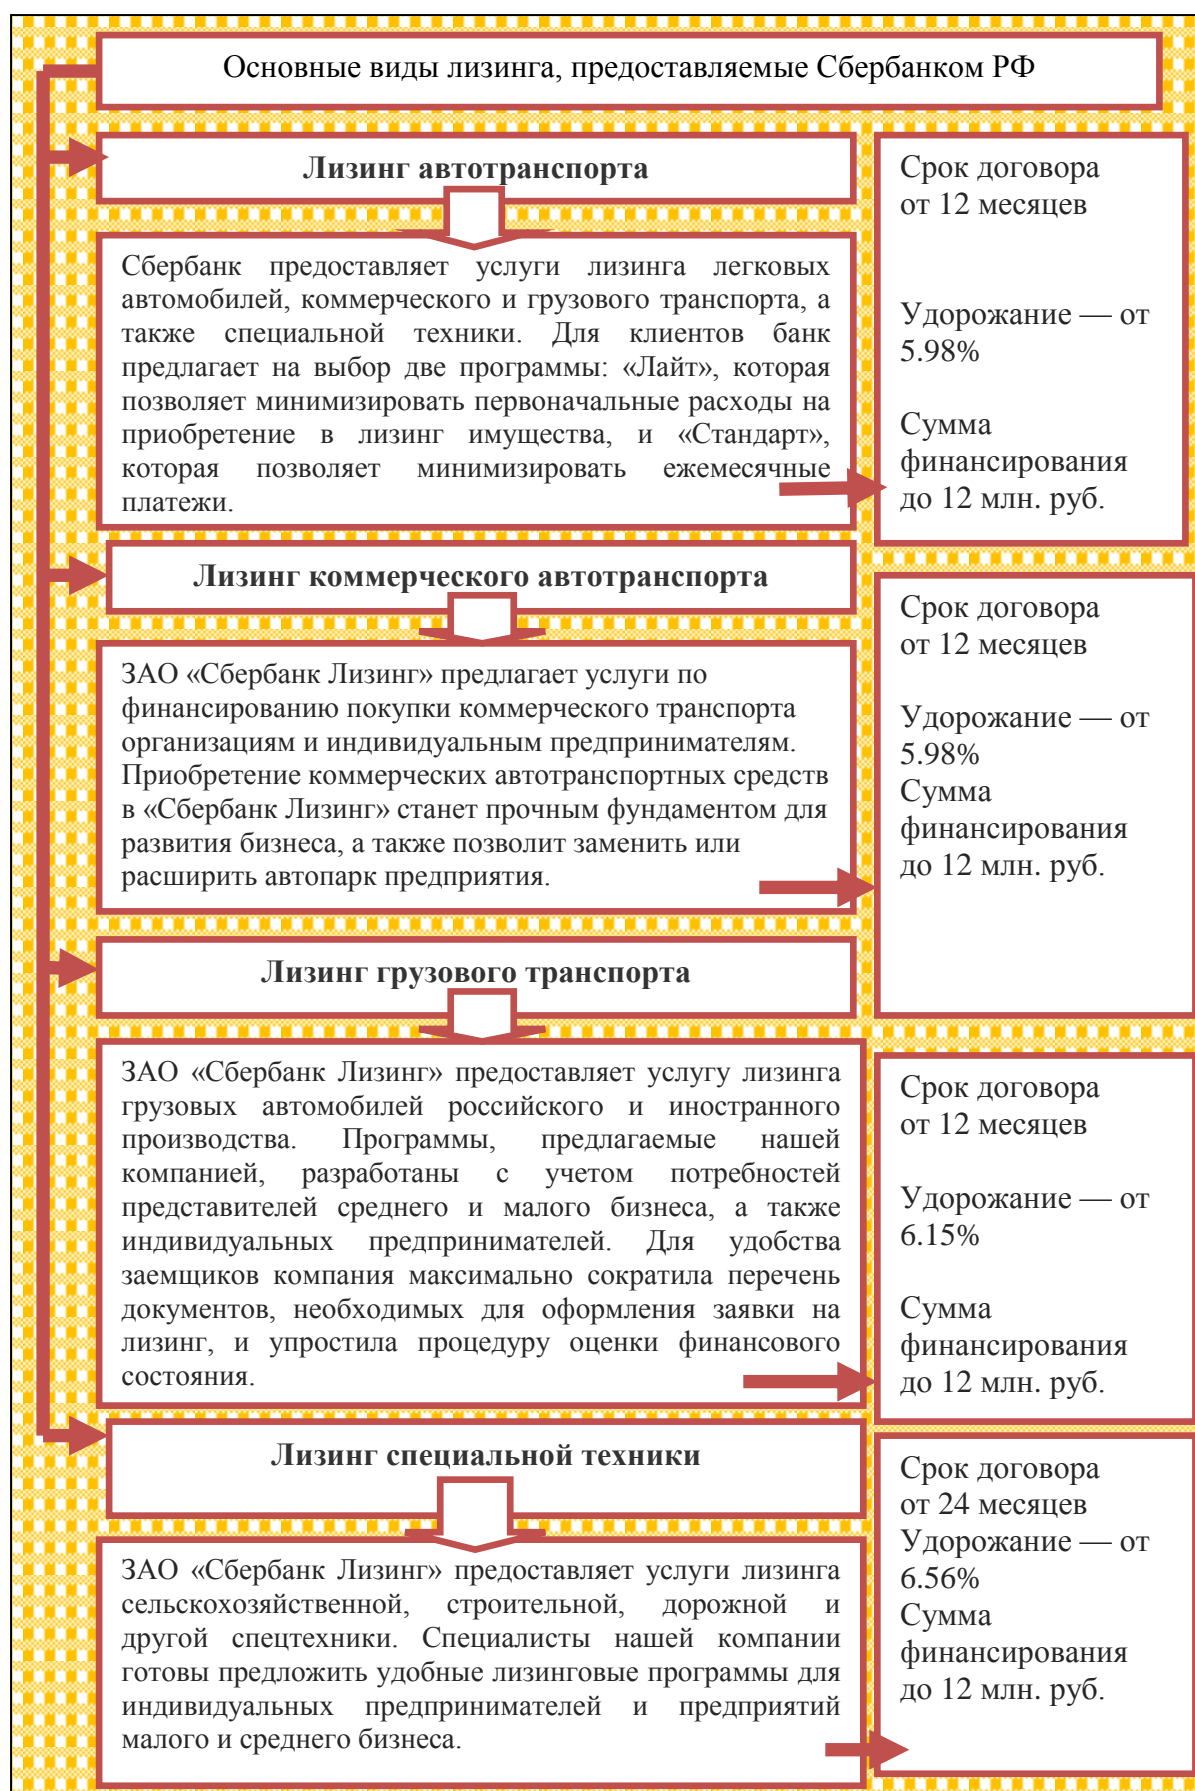 Основные виды лизинга, предоставляемые Сбербанком РФ
Лизинг автотранспорта
Сбербанк предоставляет услуги лизинга легковых
автомобилей, коммерческого и грузового транспорта, а
также специальной техники. Для клиентов банк
предлагает на выбор две программы: «Лайт», которая
позволяет минимизировать первоначальные расходы на
приобретение в лизинг имущества, и «Стандарт»,
которая позволяет минимизировать ежемесячные
платежи.
Срок договора
от 12 месяцев
Удорожание — от
5.98%
Сумма
финансирования
до 12 млн. руб.
Лизинг коммерческого автотранспорта
ЗАО «Сбербанк Лизинг» предлагает услуги по
финансированию покупки коммерческого транспорта
организациям и индивидуальным предпринимателям.
Приобретение коммерческих автотранспортных средств
в «Сбербанк Лизинг» станет прочным фундаментом для
развития бизнеса, а также позволит заменить или
расширить автопарк предприятия.
Срок договора
от 12 месяцев
Удорожание — от
5.98%
Сумма
финансирования
до 12 млн. руб.
Лизинг грузового транспорта
ЗАО «Сбербанк Лизинг» предоставляет услугу лизинга
грузовых автомобилей российского и иностранного
производства. Программы, предлагаемые нашей
компанией, разработаны с учетом потребностей
представителей среднего и малого бизнеса, а также
индивидуальных предпринимателей. Для удобства
заемщиков компания максимально сократила перечень
документов, необходимых для оформления заявки на
лизинг, и упростила процедуру оценки финансового
состояния.
Срок договора
от 12 месяцев
Удорожание — от
6.15%
Сумма
финансирования
до 12 млн. руб.
Лизинг специальной техники
ЗАО «Сбербанк Лизинг» предоставляет услуги лизинга
сельскохозяйственной, строительной, дорожной и
другой спецтехники. Специалисты нашей компании
готовы предложить удобные лизинговые программы для
индивидуальных предпринимателей и предприятий
малого и среднего бизнеса.
Срок договора
от 24 месяцев
Удорожание — от
6.56%
Сумма
финансирования
до 12 млн. руб.